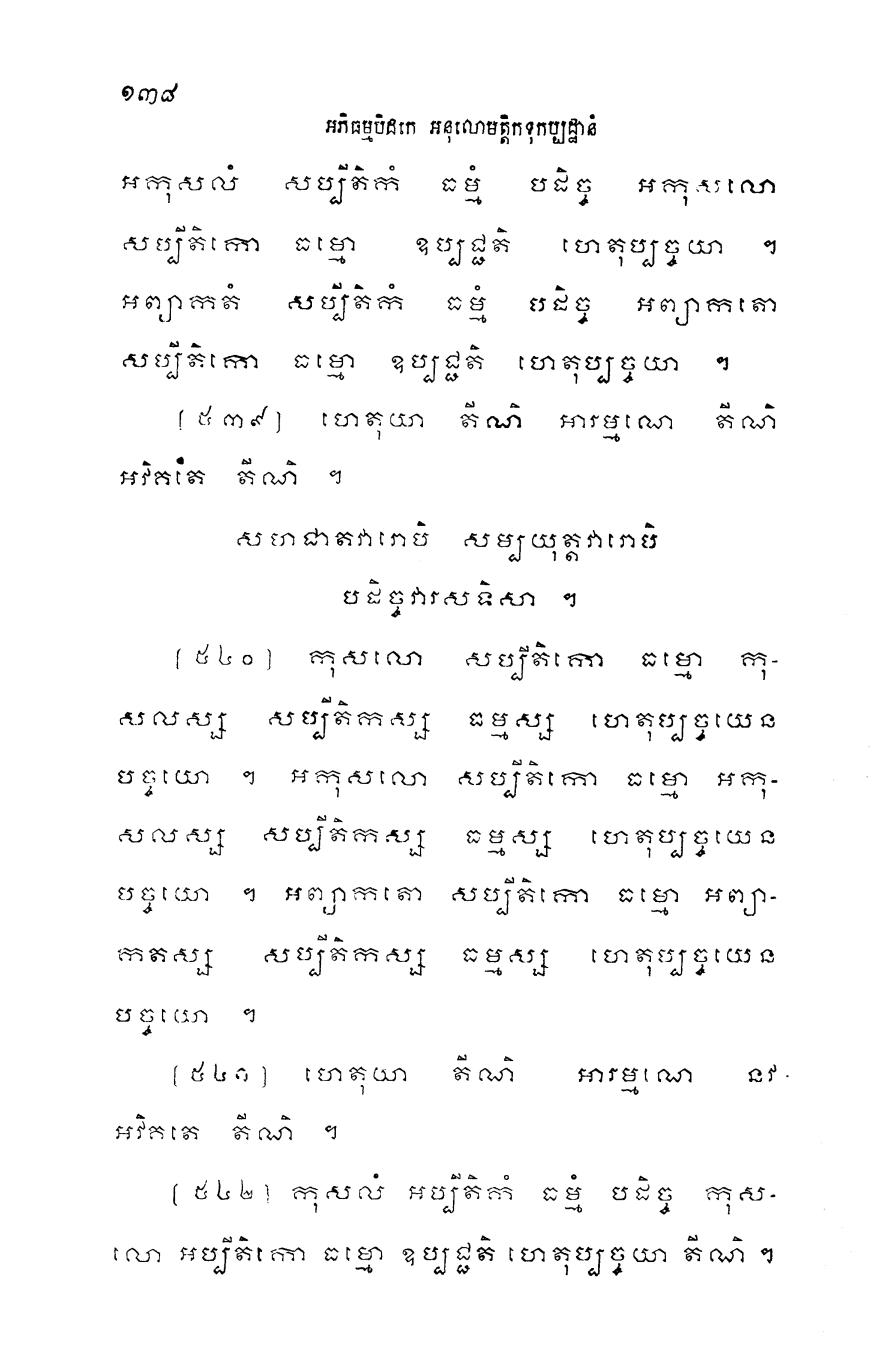 ១៣៨
អភិធម្មបិដកេ អនុលោមត្តិកទុកប្បដ្ឋានំ
អកុសលំ សប្បីតិកំ ធម្មំ បដិច្ច អកុសលោ
សប្បីតិកោ ធម្មោ ឧប្បជ្ជតិ ហេតុប្បច្ចយា ។
អព្យាកតំ សប្បីតិកំ ធម្មំ បដិច្ច អព្យាកតោ
សប្បីតិកោ ធម្មោ ឧប្បជ្ជតិ ហេតុប្បច្ចយា ។
[៥៣៩] ហេតុយា តីណិ អារម្មណេ តីណិ
អវិគតេ តីណិ ។
សហជាតវារោបិ សម្បយុត្តវារោបិ
បដិច្ចវារសទិសា ។
[៥៤០] កុសលោ សប្បីតិកោ ធម្មោ កុ-
សលស្ស សប្បីតិកស្ស ធម្មស្ស ហេតុប្បច្ចយេន
បច្ចយោ ។ អកុសលោ សប្បីតិកោ ធម្មោ អកុ-
សលស្ស សប្បីតិកស្ស ធម្មស្ស ហេតុប្បច្ចយេន
បច្ចយោ ។ អព្យាកតោ សប្បីតិកោ ធម្មោ អព្យា-
កតស្ស សប្បីតិកស្ស ធម្មស្ស ហេតុប្បច្ចយេន
បច្ចយោ ។
[៥៤១] ហេតុយា តីណិ អារម្មណេ នវ
អវិគតេ តីណិ ។
[៥៤២] កុសលំ អប្បីតិកំ ធម្មំ បដិច្ច កុស-
លោ អប្បីតិកោ ធម្មោ ឧប្បជ្ជតិ ហេតុប្បច្ចយា តីណិ ។